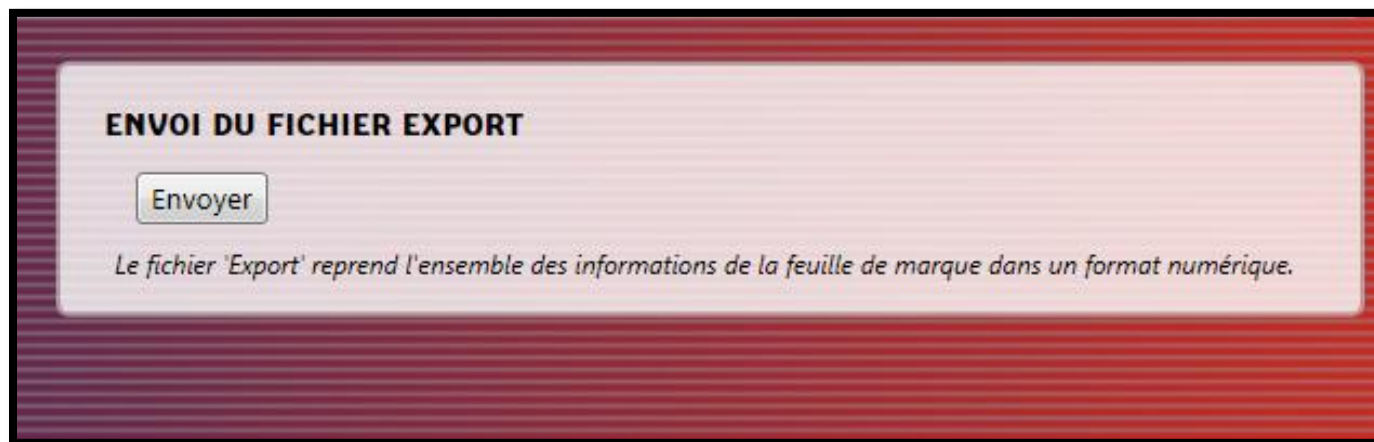 ENVOI DU FICHIER EXPORT
Envoyer
Le fichier 'Export' reprend l'ensemble des informations de la feuille de marque dans un format numérique.